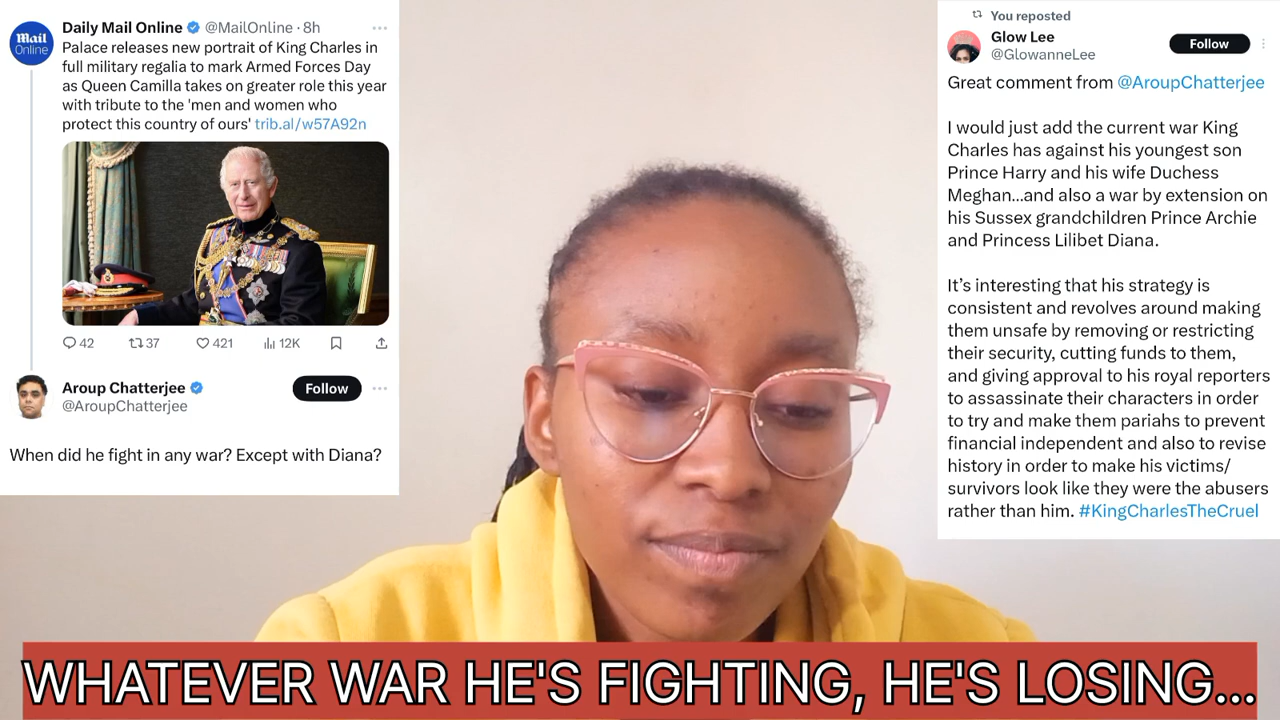 Mail
Online
Daily Mail Online @MailOnline · 8h
Palace releases new portrait of King Charles in
full military regalia to mark Armed Forces Day
as Queen Camilla takes on greater role this year
with tribute to the 'men and women who
protect this country of ours' trib.al/w57A92n
42 37 421 12K
Aroup Chatterjee
@AroupChatterjee
Follow
When did he fight in any war? Except with Diana?
You reposted
Glow Lee
@GlowanneLee
Follow
Great comment from @AroupChatterjee
I would just add the current war King
Charles has against his youngest son
Prince Harry and his wife Duchess
Meghan...and also a war by extension on
his Sussex grandchildren Prince Archie
and Princess Lilibet Diana.
It's interesting that his strategy is
consistent and revolves around making
them unsafe by removing or restricting
their security, cutting funds to them,
and giving approval to his royal reporters
to assassinate their characters in order
to try and make them pariahs to prevent
financial independent and also to revise
history in order to make his victims/
survivors look like they were the abusers
rather than him. #KingCharlesTheCruel
WHATEVER WAR HE'S FIGHTING, HE'S LOSING...